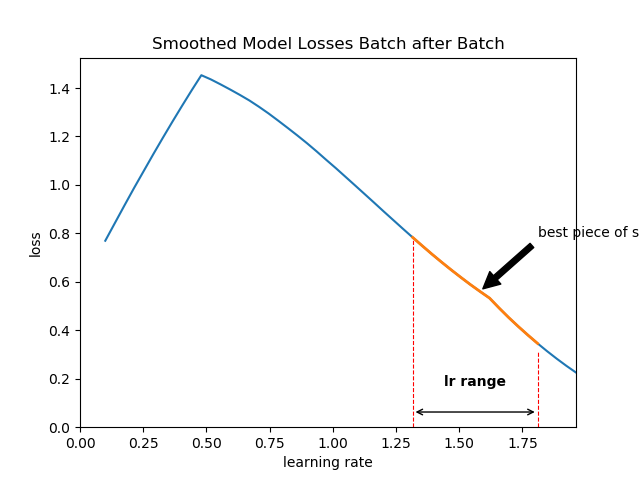 Smoothed Model Losses Batch after Batch
1.4
1.2
1.0
0.8
0.6
0.4
0.2
0.0
loss
best piece of s
lr range
0.00 0.25 0.50 0.75 1.00 1.25 1.50 1.75
learning rate